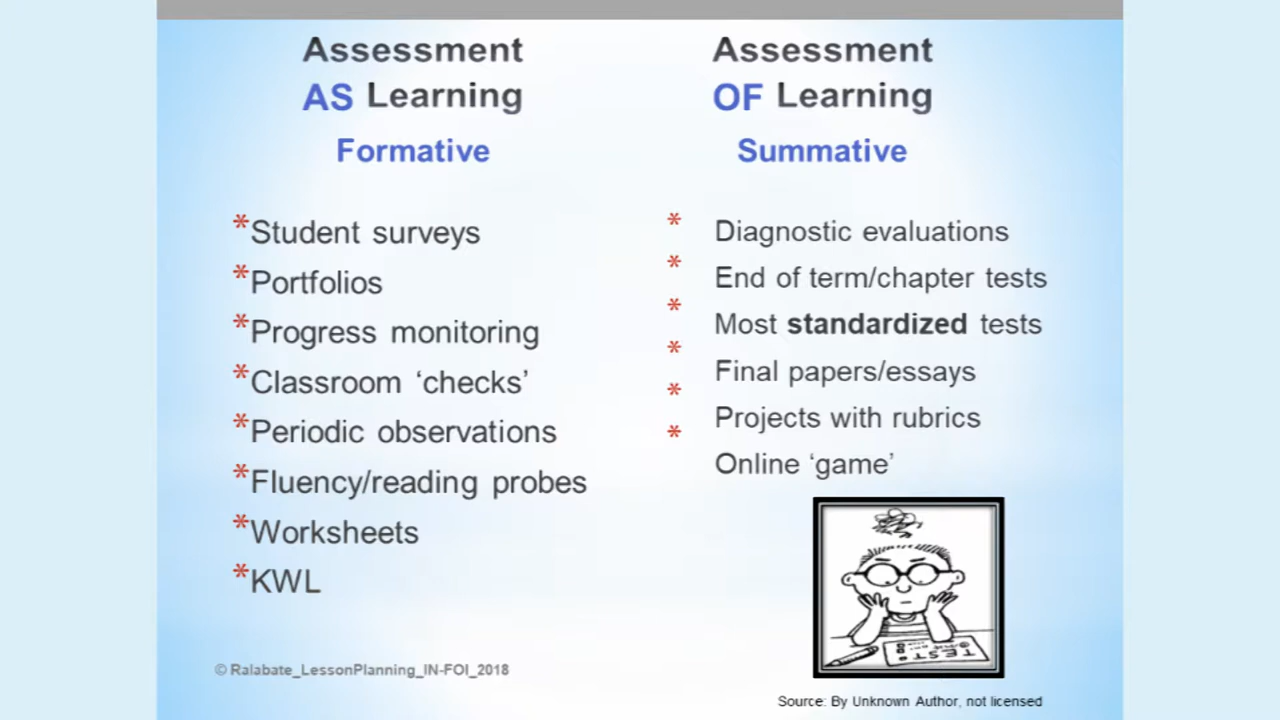 Assessment
AS Learning
Formative
*Student surveys
*Portfolios
*Progress monitoring
*Classroom ‘checks’
*Periodic observations
*Fluency/reading probes
*Worksheets
*KWL
© Ralabate_LessonPlanning_IN-FOI_2018
Assessment
OF Learning
Summative
* Diagnostic evaluations
* End of term/chapter tests
* Most standardized tests
* Final papers/essays
* Projects with rubrics
* Online ‘game’
TEST
Source: By Unknown Author, not licensed